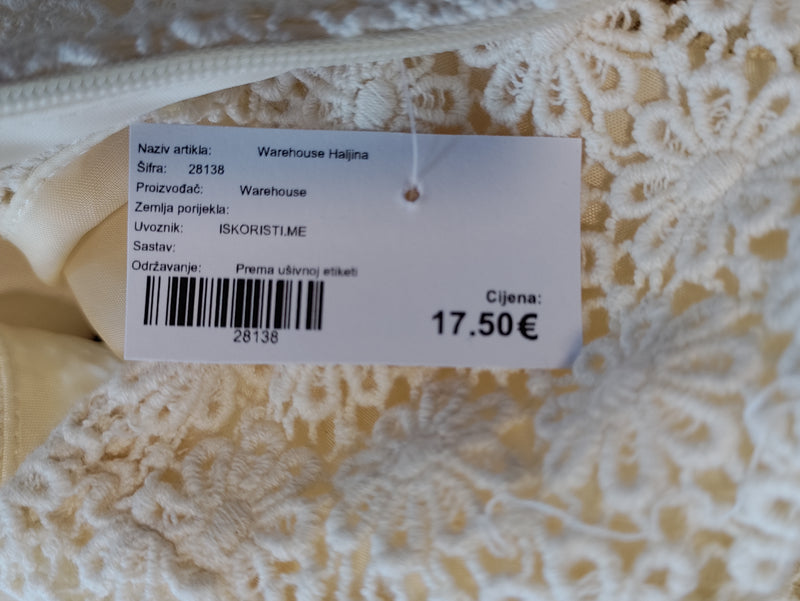 Naziv artikla: Warehouse Haljina
Šifra: 28138
Proizvođač: Warehouse
Zemlja porijekla:
Uvoznik: ISKORISTI.ME
Sastav:
Održavanje: Prema ušivnoj etiketi
28138
Cijena:
17.50€